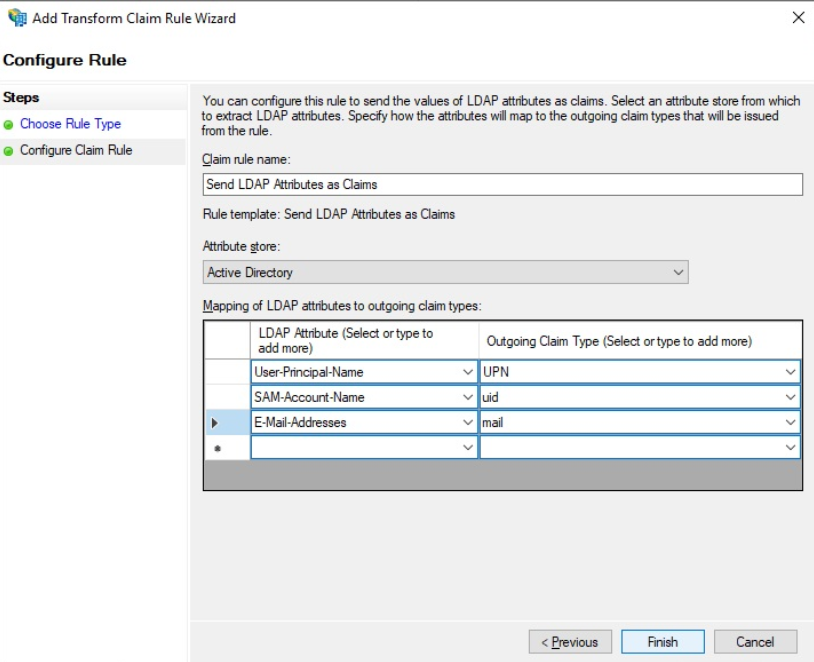 Add Transform Claim Rule Wizard
Configure Rule
Steps
Choose Rule Type
Configure Claim Rule
You can configure this rule to send the values of LDAP attributes as claims. Select an attribute store from which
to extract LDAP attributes. Specify how the attributes will map to the outgoing claim types that will be issued
from the rule.
Claim rule name:
Send LDAP Attributes as Claims
Rule template: Send LDAP Attributes as Claims
Attribute store:
Active Directory
Mapping of LDAP attributes to outgoing claim types:
LDAP Attribute (Select or type to
add more)
Outgoing Claim Type (Select or type to add more)
User-Principal-Name UPN
SAM-Account-Name uid
E-Mail-Addresses mail
< Previous Finish Cancel